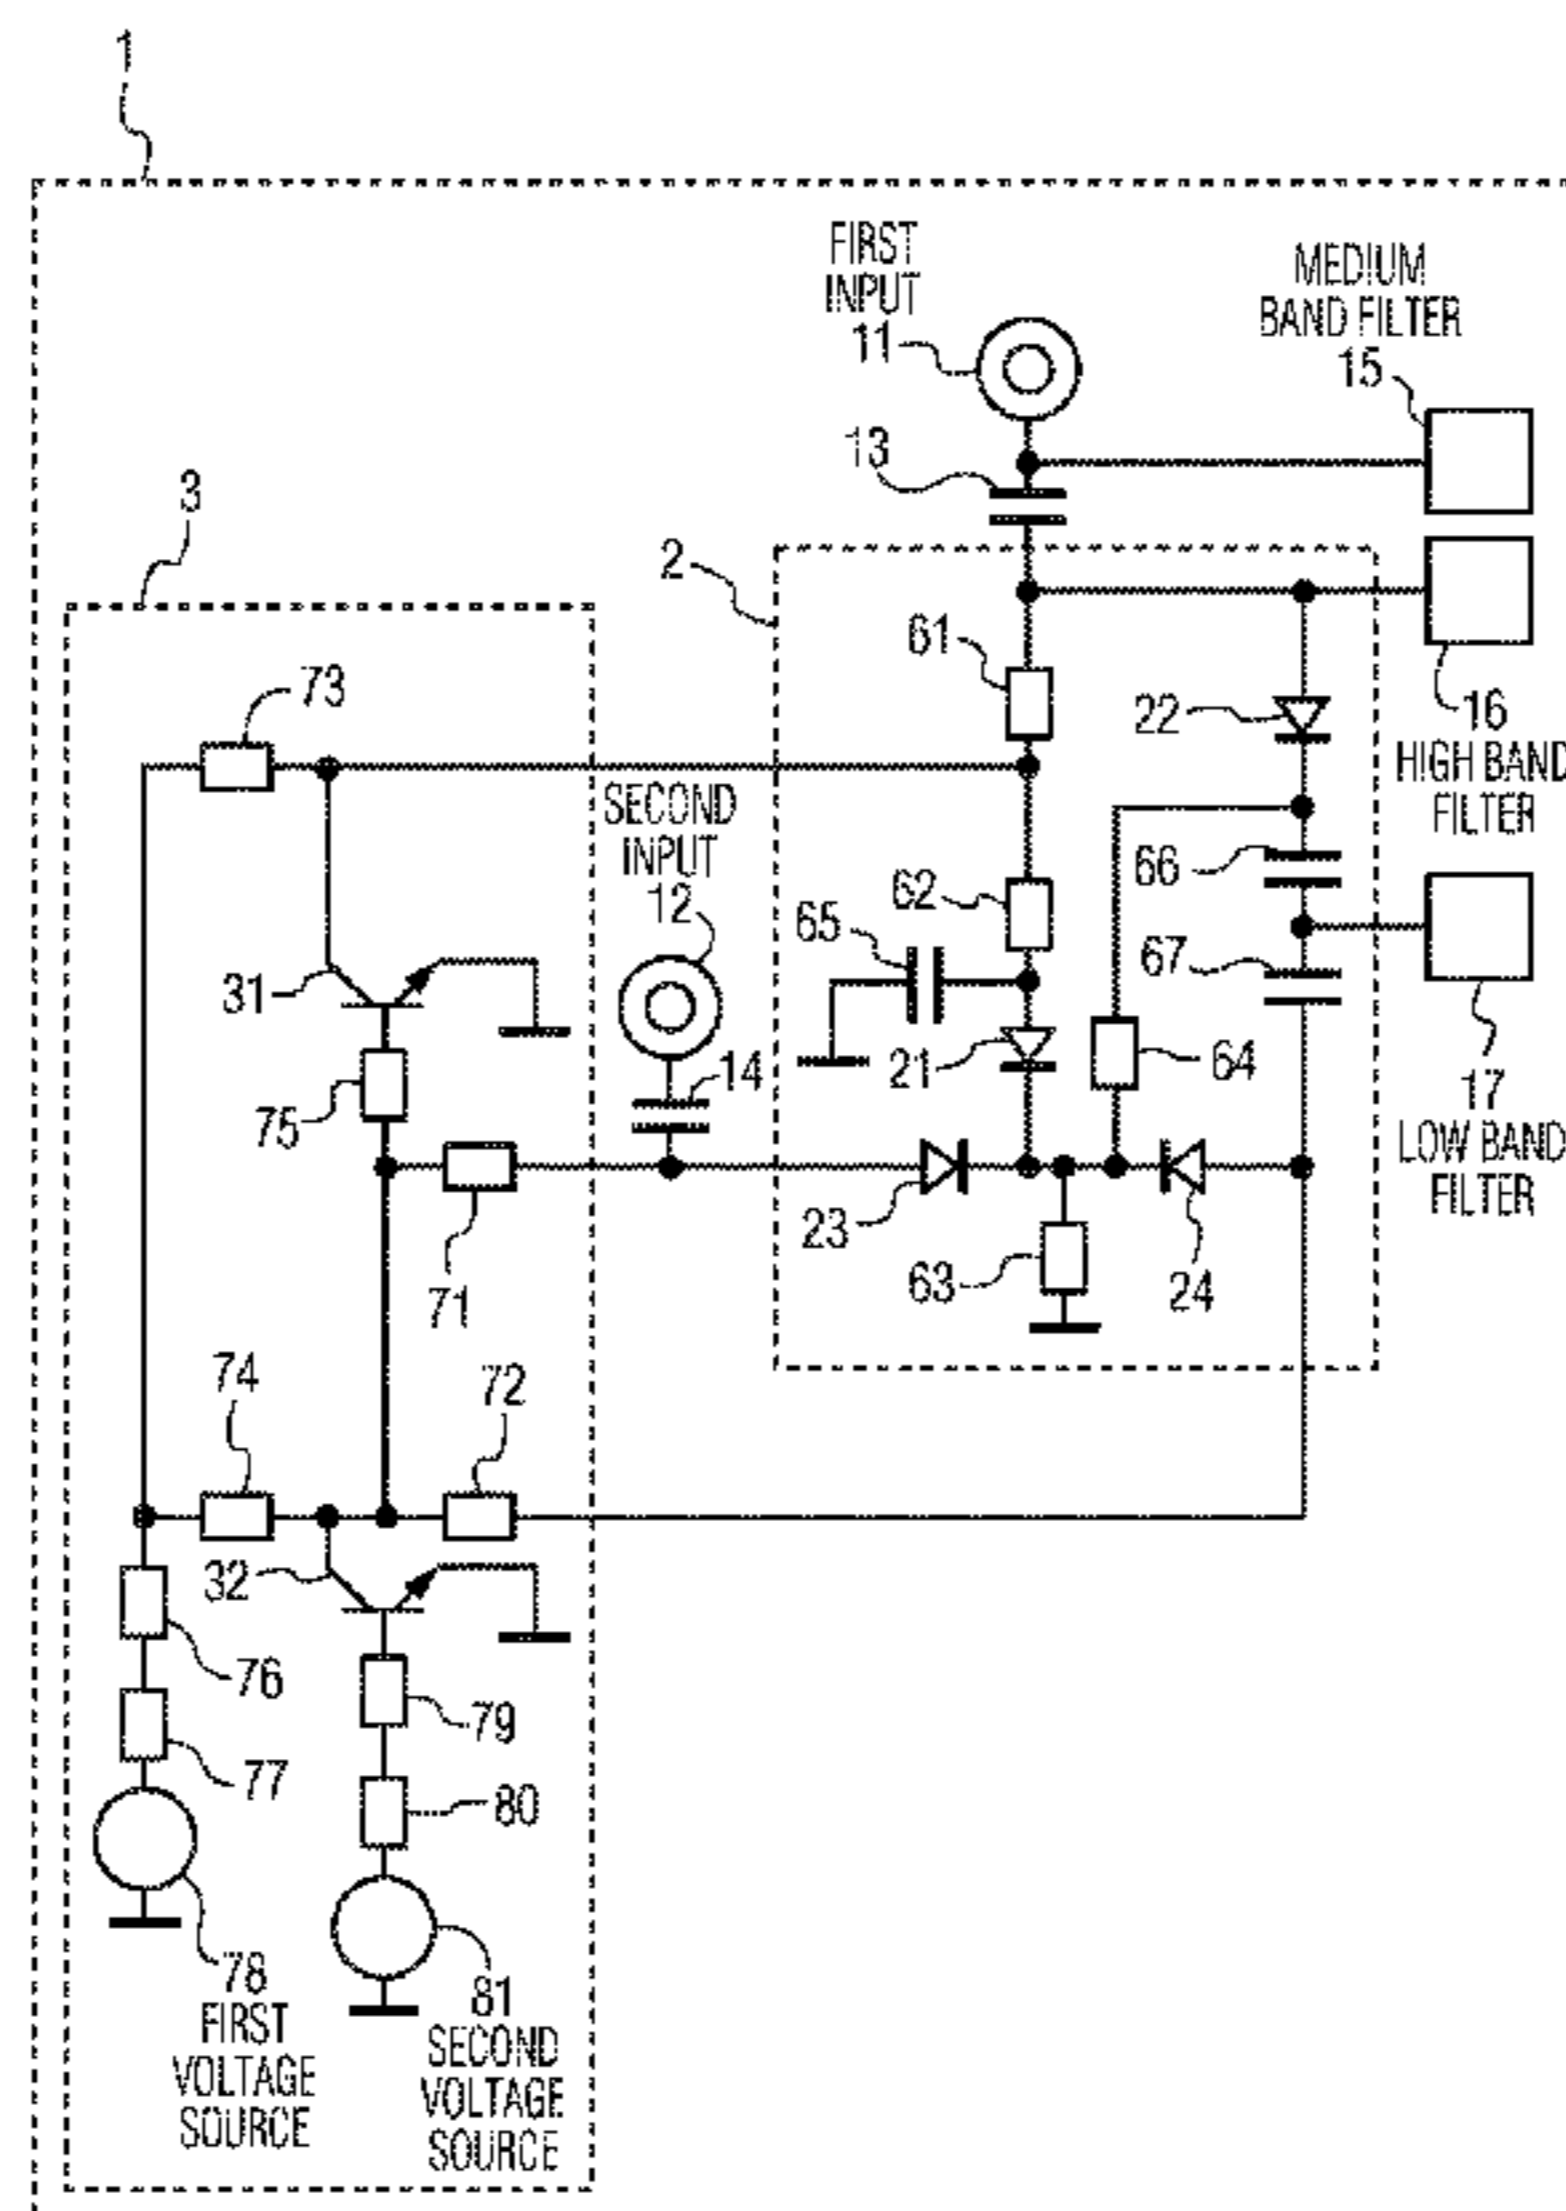 1
FIRST
INPUT
11
MEDIUM
BAND FILTER
15
13
3
2
61
73
22
16
HIGH BAND
FILTER
SECOND
INPUT
12
62
65
66
67
31
21
64
14
75
17
LOW BAND
FILTER
23
63
24
71
74
72
32
76
79
77
80
78
FIRST
VOLTAGE
SOURCE
81
SECOND
VOLTAGE
SOURCE